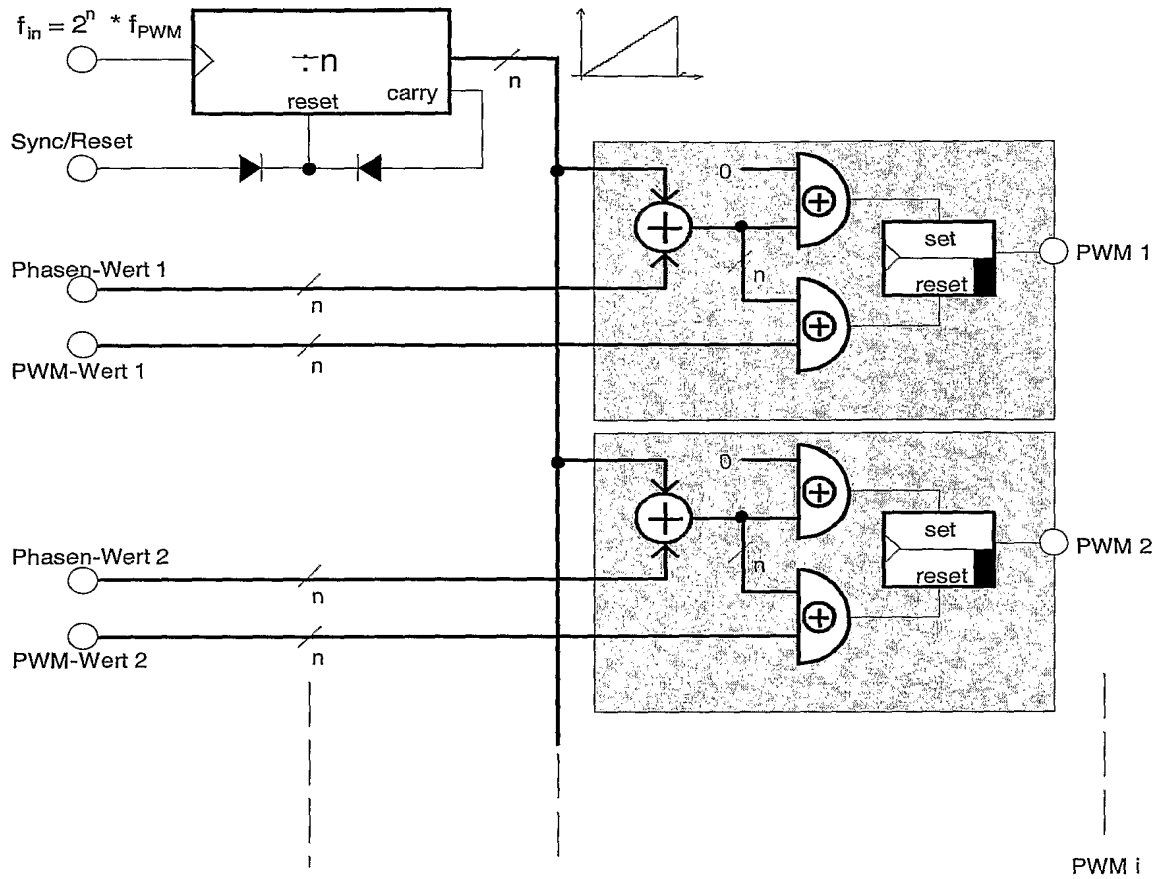 f_in = 2^n * f_PWM
÷n
reset
carry
n
Sync/Reset
0
set
reset
PWM 1
n
Phasen-Wert 1
n
PWM-Wert 1
n
0
set
reset
PWM 2
n
Phasen-Wert 2
n
PWM-Wert 2
n
PWM i